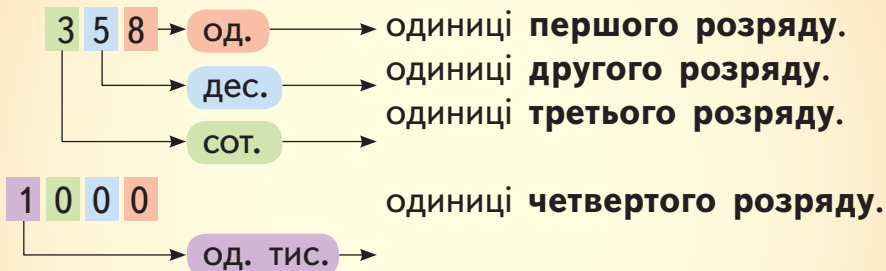 358 од. одиниці першого розряду.
дес. одиниці другого розряду.
сот. одиниці третього розряду.
1000 одиниці четвертого розряду.
од. тис.